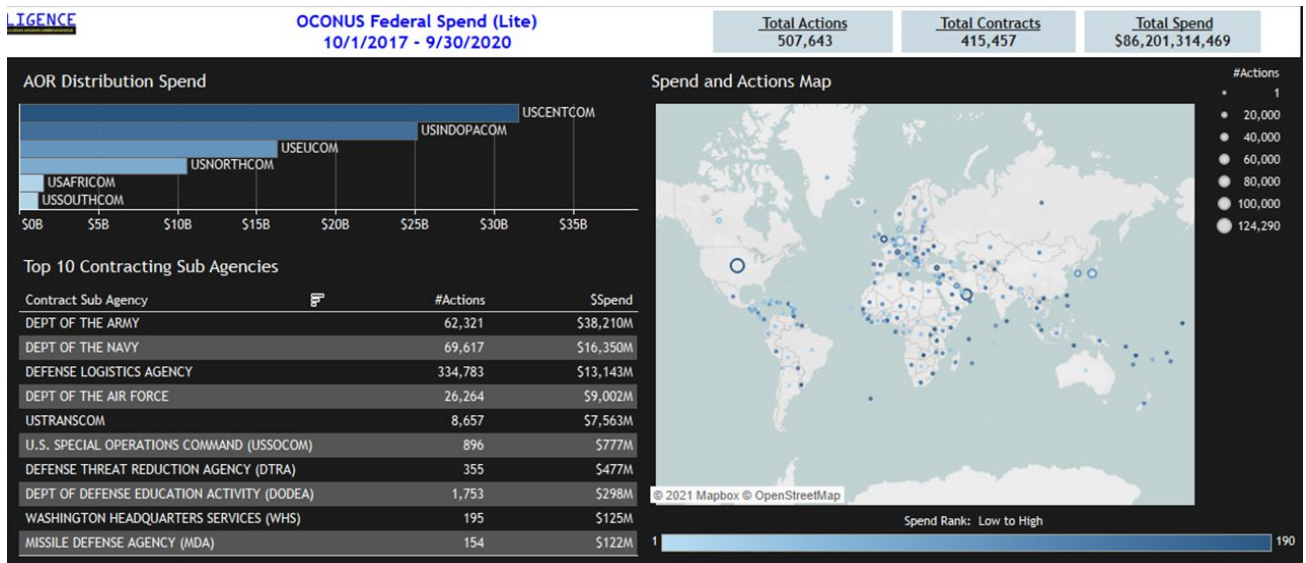 LIGENCE
OCONUS Federal Spend (Lite)
10/1/2017 - 9/30/2020
Total Actions
507,643
Total Contracts
415,457
Total Spend
$86,201,314,469
AOR Distribution Spend
USCENTCOM
USINDOPACOM
USEUCOM
USNORTHCOM
USAFRICOM
USSOUTHCOM
$0B $5B $10B $15B $20B $25B $30B $35B
Top 10 Contracting Sub Agencies
Contract Sub Agency #Actions $Spend
DEPT OF THE ARMY 62,321 $38,210M
DEPT OF THE NAVY 69,617 $16,350M
DEFENSE LOGISTICS AGENCY 334,783 $13,143M
DEPT OF THE AIR FORCE 26,264 $9,002M
USTRANSCOM 8,657 $7,563M
U.S. SPECIAL OPERATIONS COMMAND (USSOCOM) 896 $777M
DEFENSE THREAT REDUCTION AGENCY (DTRA) 355 $477M
DEPT OF DEFENSE EDUCATION ACTIVITY (DODEA) 1,753 $298M
WASHINGTON HEADQUARTERS SERVICES (WHS) 195 $125M
MISSILE DEFENSE AGENCY (MDA) 154 $122M
Spend and Actions Map
#Actions
1
20,000
40,000
60,000
80,000
100,000
124,290
© 2021 Mapbox © OpenStreetMap
Spend Rank: Low to High
1 190